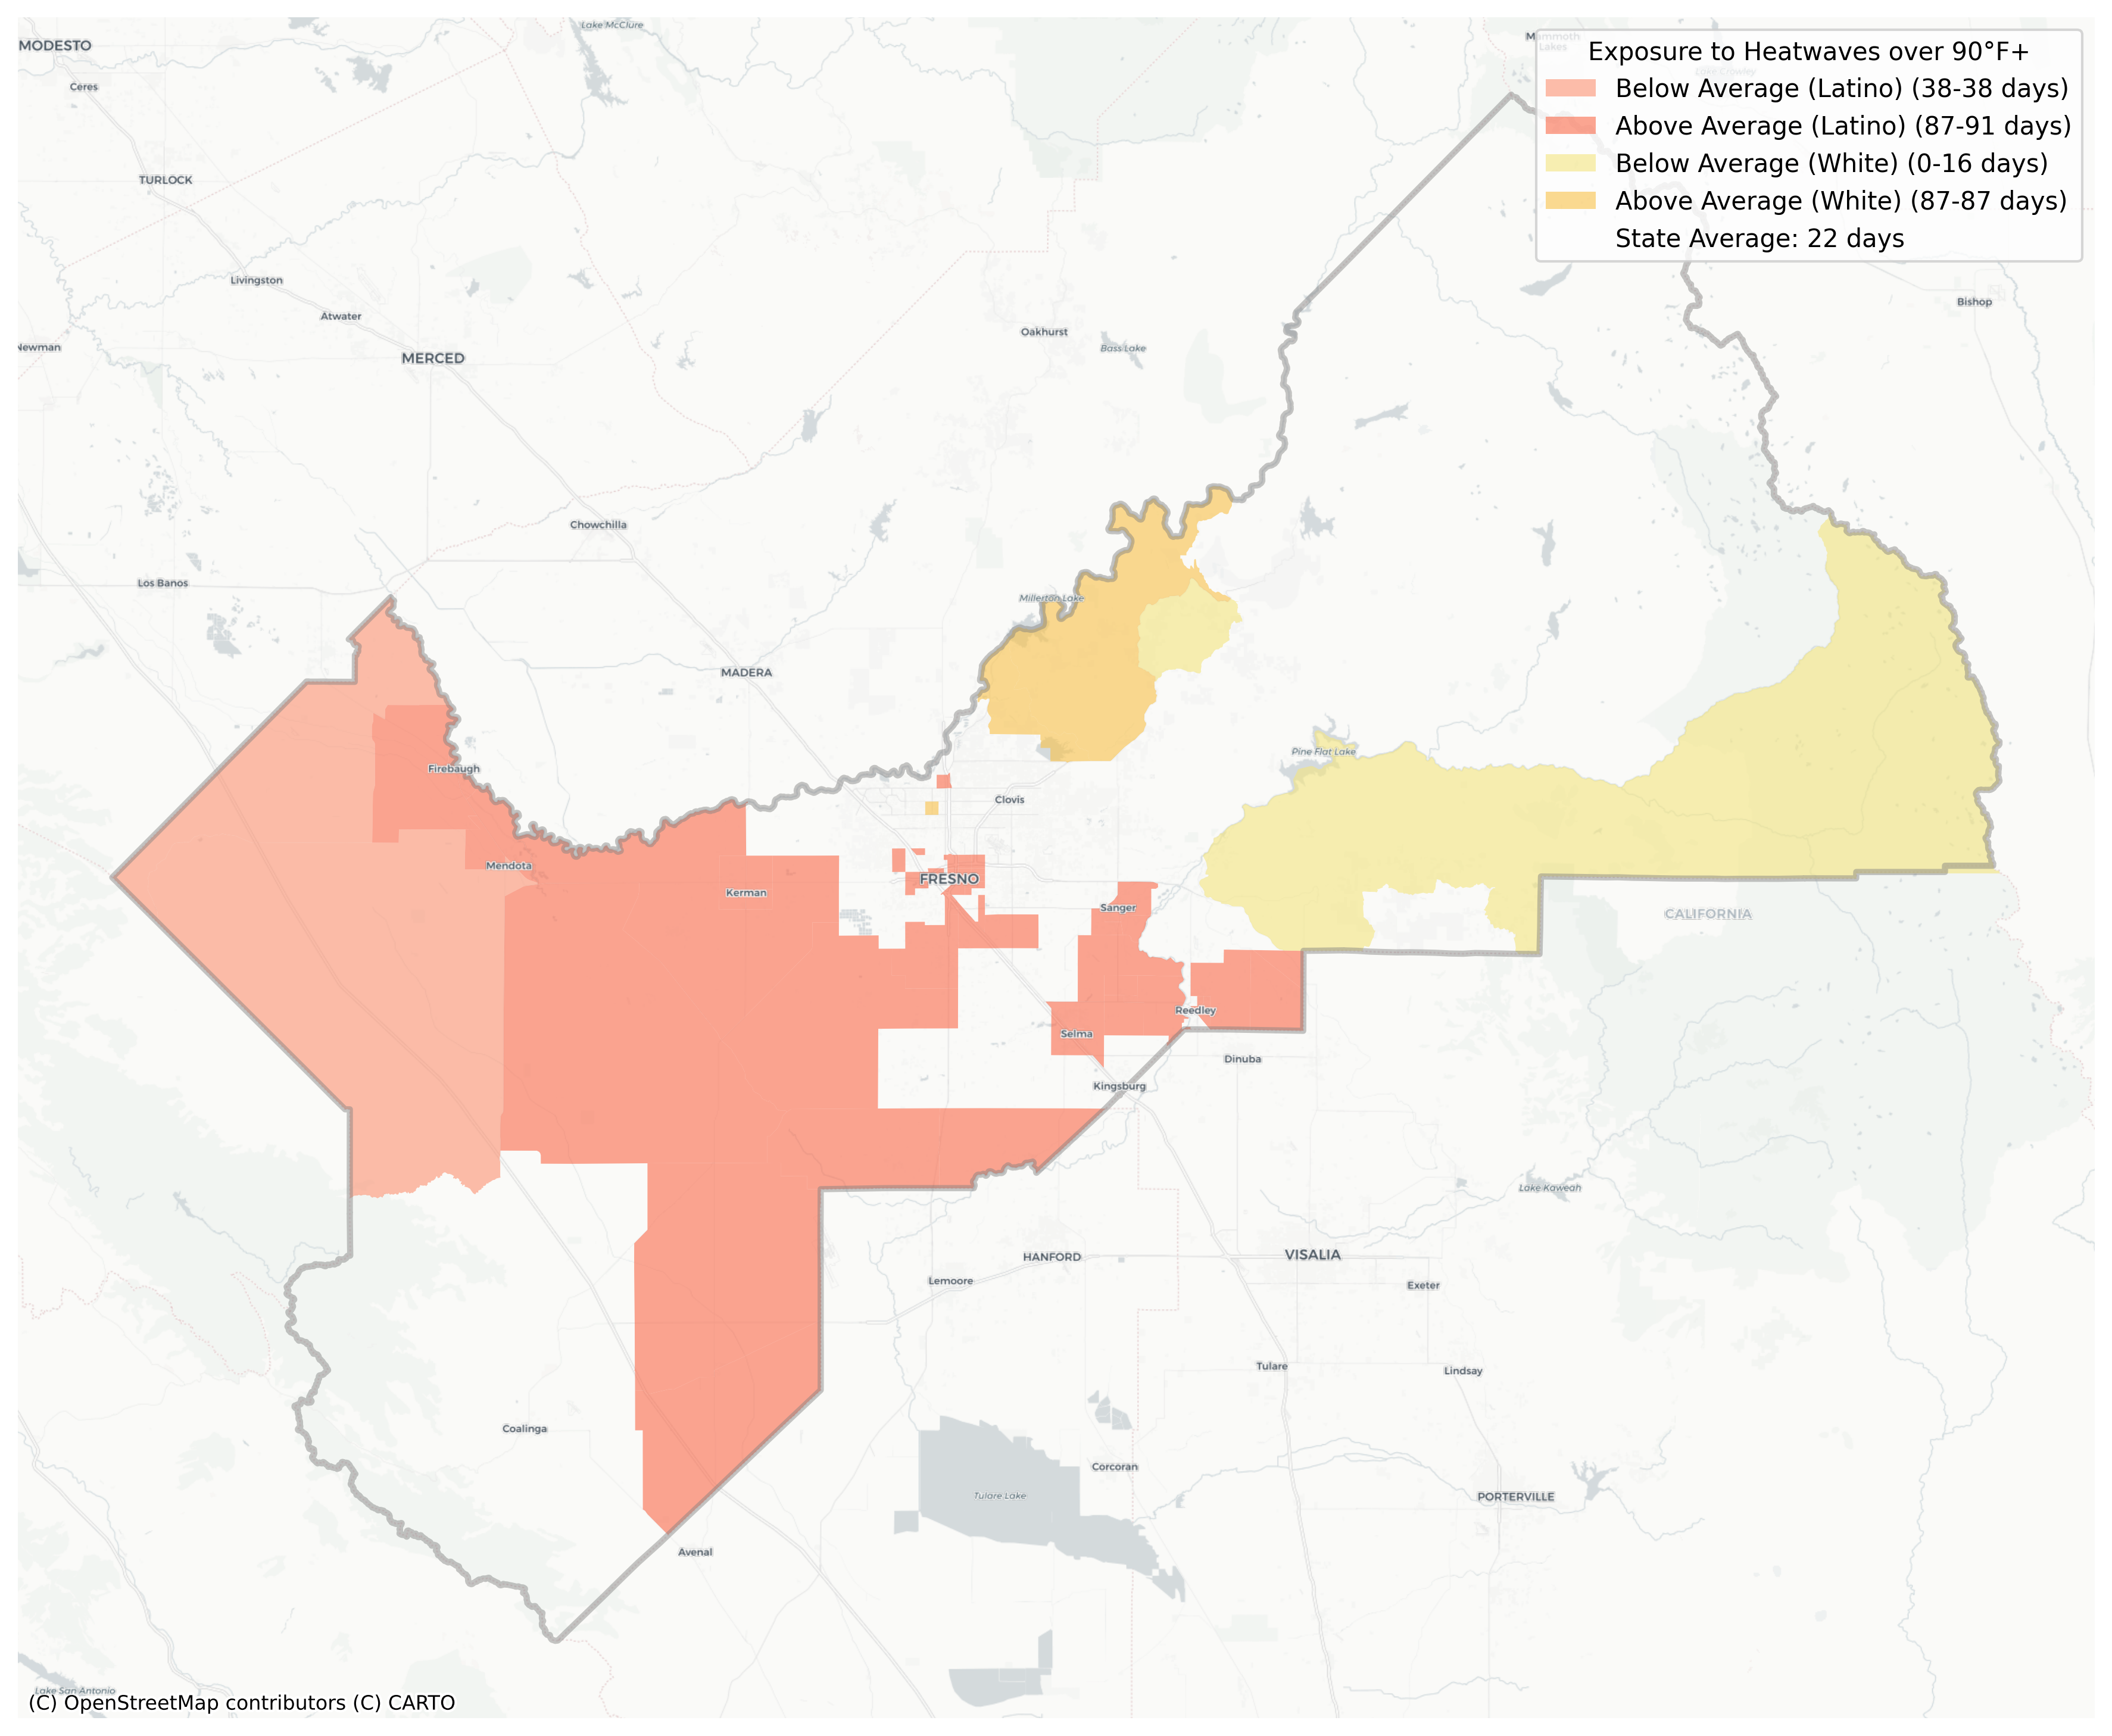 Lake McClure
MODESTO
Ceres
Mammoth
Lakes
Lake Crowley
Exposure to Heatwaves over 90°F+
Below Average (Latino) (38-38 days)
Above Average (Latino) (87-91 days)
Below Average (White) (0-16 days)
Above Average (White) (87-87 days)
State Average: 22 days
TURLOCK
Livingston
Atwater
Newman
MERCED
Oakhurst
Bass Lake
Bishop
Chowchilla
Los Banos
Millerton Lake
MADERA
Pine Flat Lake
Firebaugh
Clovis
Mendota
Kerman
FRESNO
Sanger
CALIFORNIA
Reedley
Selma
Dinuba
Kingsburg
Lake Kaweah
HANFORD
VISALIA
Lemoore
Exeter
Tulare
Lindsay
Coalinga
Corcoran
Tulare Lake
PORTERVILLE
Avenal
Lake San Antonio
(C) OpenStreetMap contributors (C) CARTO